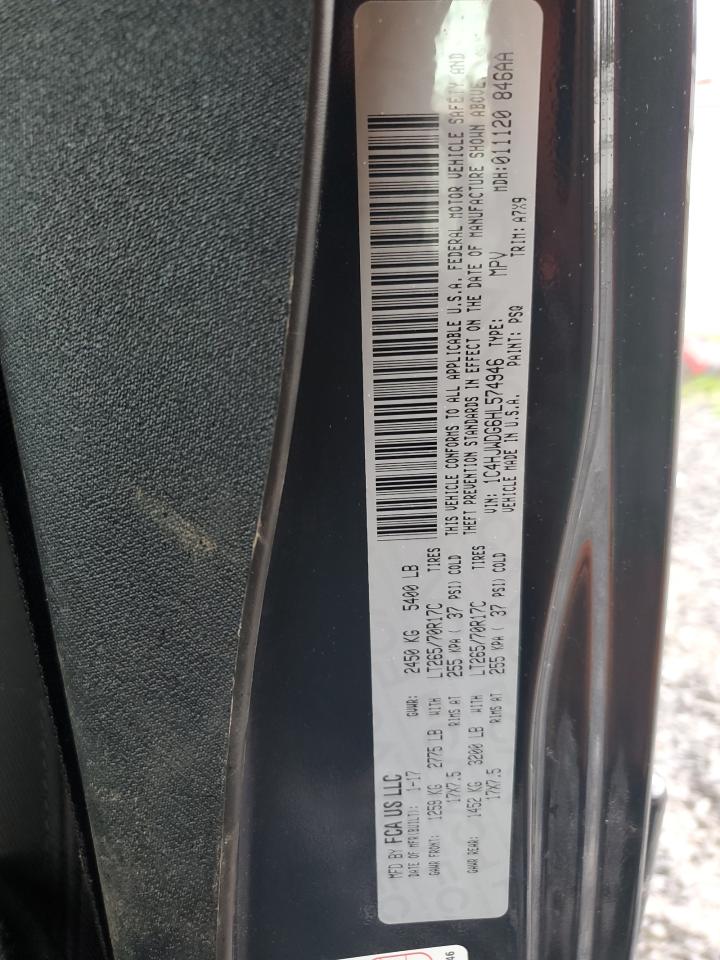 MFD BY FCA US LLC
DATE OF MFR(BUILT): 1-17 GVWR: 2450 KG 5400 LB
GAWR FRONT: 1259 KG 2775 LB WITH LT265/70R17C TIRES
17X7.5 RIMS AT 255 KPA ( 37 PSI) COLD
GAWR REAR: 1452 KG 3200 LB WITH LT265/70R17C TIRES
17X7.5 RIMS AT 255 KPA ( 37 PSI) COLD
THIS VEHICLE CONFORMS TO ALL APPLICABLE U.S.A. FEDERAL MOTOR VEHICLE SAFETY AND
THEFT PREVENTION STANDARDS IN EFFECT ON THE DATE OF MANUFACTURE SHOWN ABOVE.
VIN: 1C4HJWDG6HL574946 TYPE: MPV MDH:011120 846AA
VEHICLE MADE IN U.S.A. PAINT: PSQ TRIM: A7X9